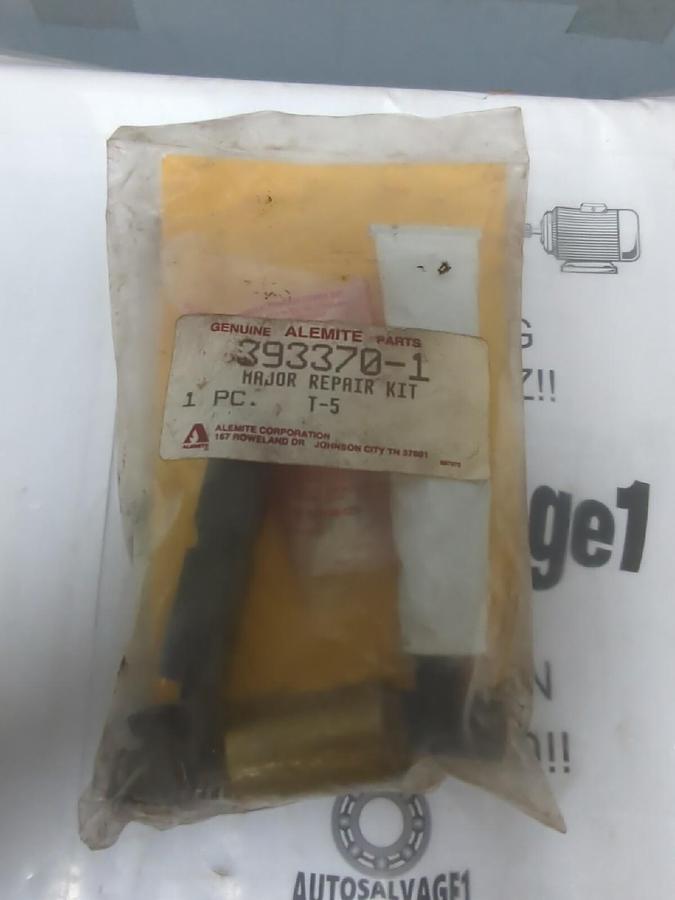 GENUINE ALEMITE PARTS
393370-1
MAJOR REPAIR KIT
1 PC. T-5
ALEMITE CORPORATION
167 ROWELAND DR JOHNSON CITY TN 37601
ALEMITE
G
Z!!
ge1
N
!!
AUTOSALVAGE1